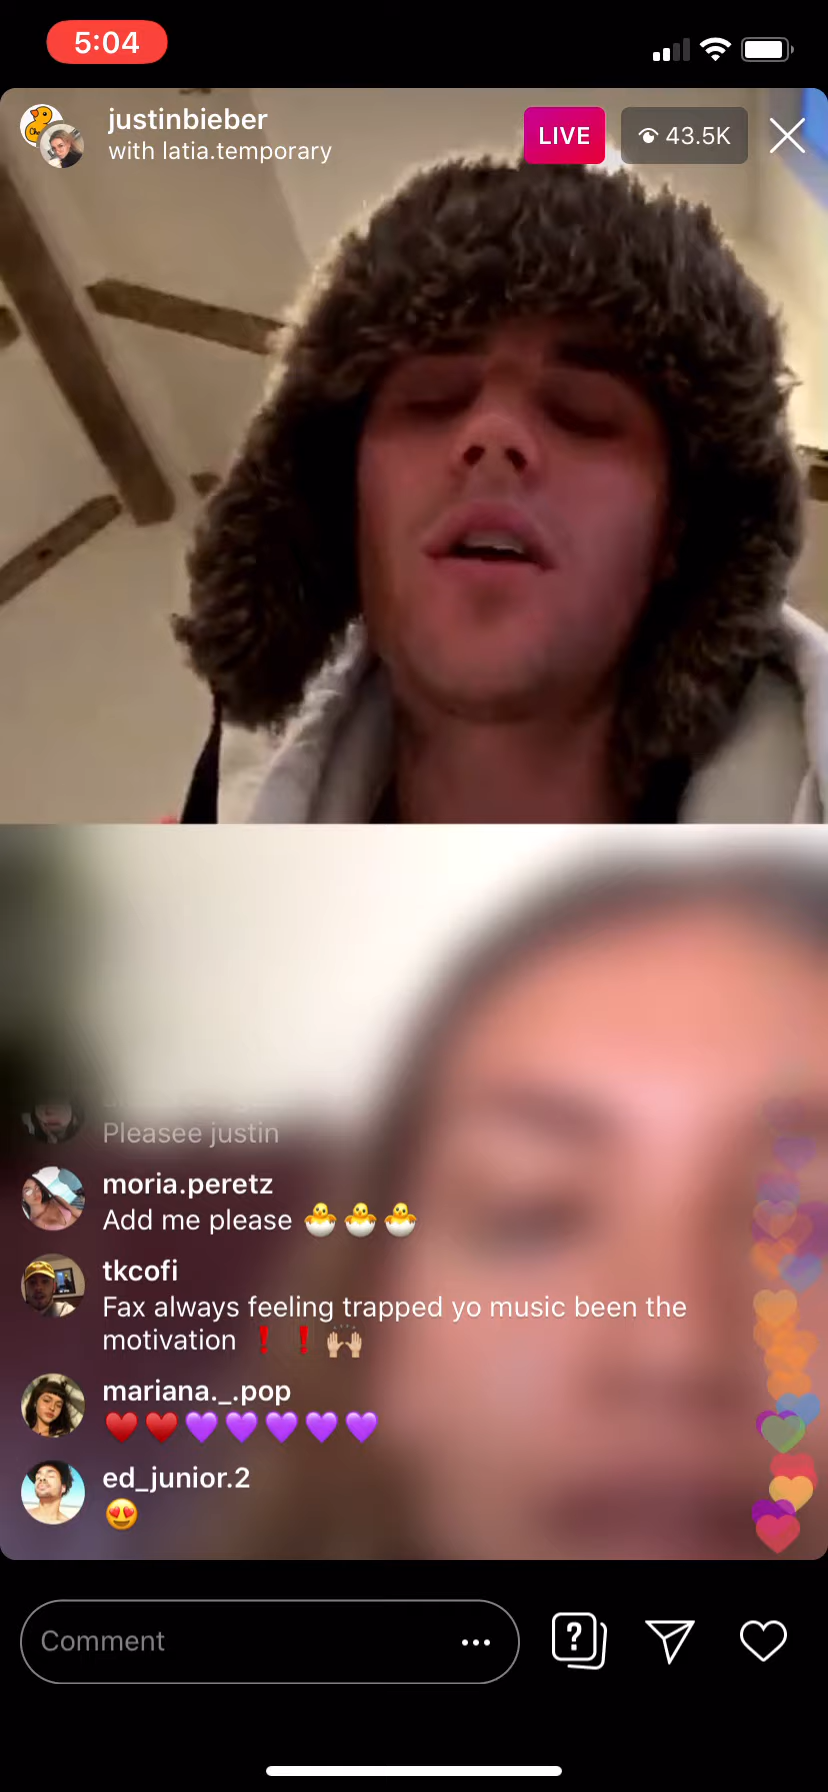 5:04
justinbieber
with latia.temporary
LIVE
43.5K
Pleasee justin
moria.peretz
Add me please 🐣🐣🐣
tkcofi
Fax always feeling trapped yo music been the
motivation❗❗🙌🏼
mariana._.pop
❤️❤️💜💜💜💜💜
ed_junior.2
😍
Comment